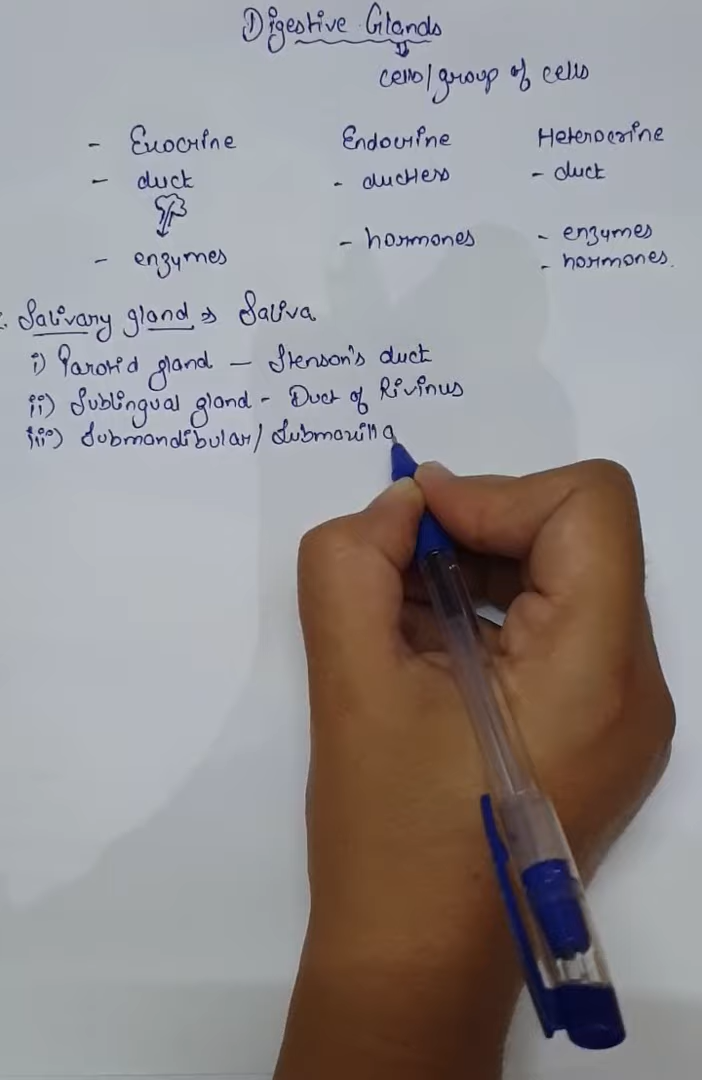 Digestive Glands
cells/group of cells
- Exocrine Endocrine Heterocrine
- duct - ductless - duct
- enzymes - hormones - enzymes
- hormones.
Salivary gland → Saliva
i) Parotid gland - Stenson's duct
ii) Sublingual gland - Duct of Rivinus
iii) Submandibular/Submaxilla